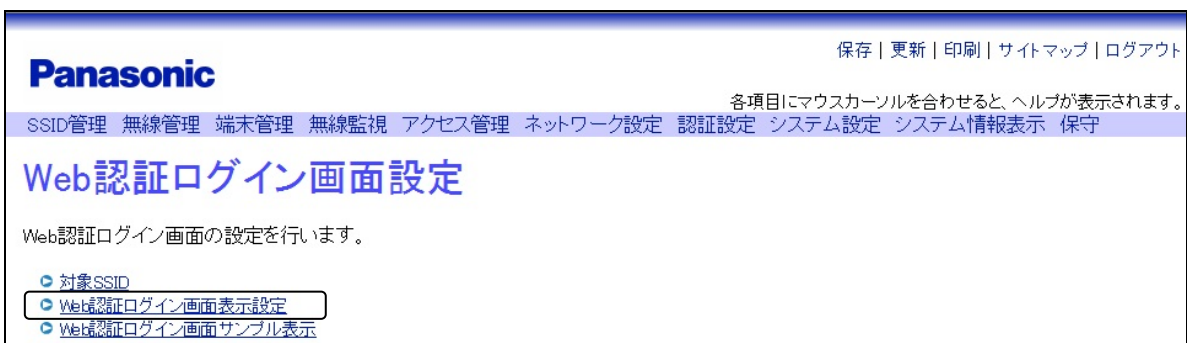 保存 | 更新 | 印刷 | サイトマップ | ログアウト
Panasonic
各項目にマウスカーソルを合わせると、ヘルプが表示されます。
SSID管理 無線管理 端末管理 無線監視 アクセス管理 ネットワーク設定 認証設定 システム設定 システム情報表示 保守
Web認証ログイン画面設定
Web認証ログイン画面の設定を行います。
対象SSID
Web認証ログイン画面表示設定
Web認証ログイン画面サンプル表示